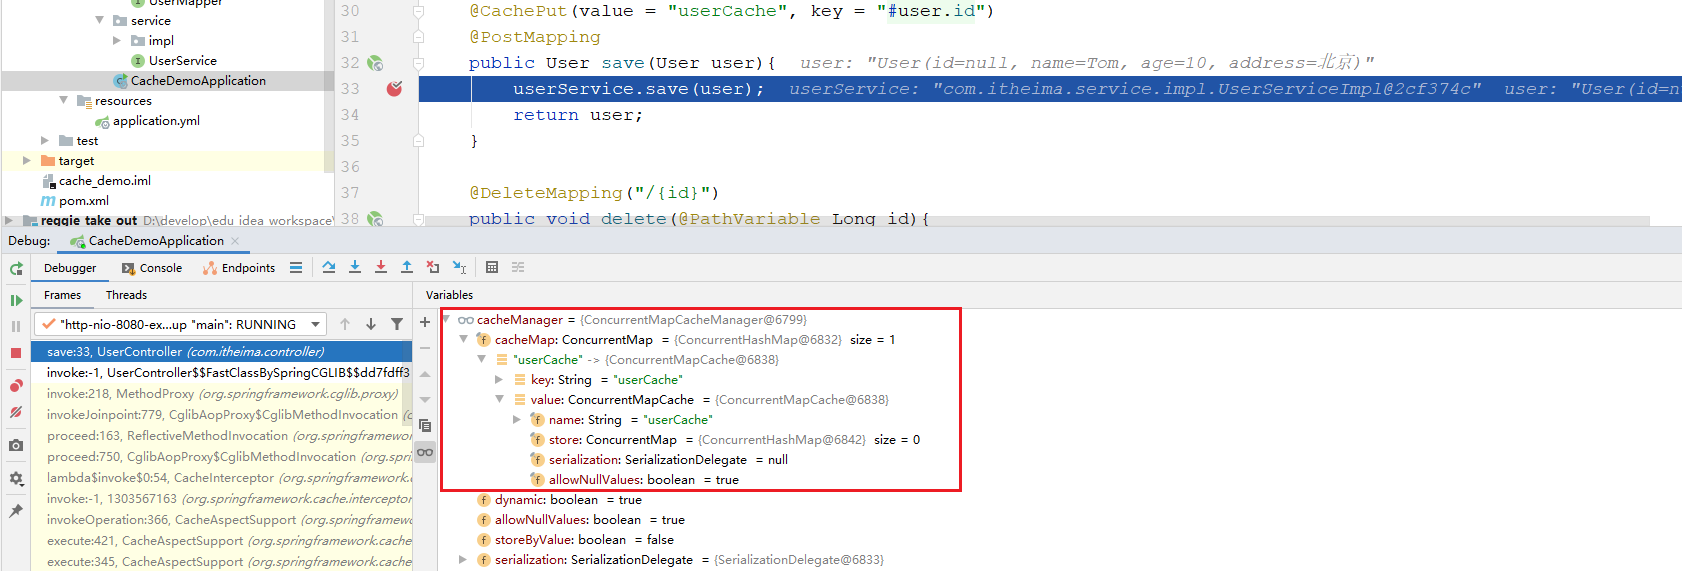 UserMapper
service
impl
UserService
CacheDemoApplication
resources
application.yml
test
target
cache_demo.iml
pom.xml
reggie_take_out D:\develop\edu_idea_workspace\
30 @CachePut(value = "userCache", key = "#user.id")
31 @PostMapping
32 public User save(User user){ user: "User(id=null, name=Tom, age=10, address=北京)"
33 userService.save(user); userService: "com.itheima.service.impl.UserServiceImpl@2cf374c" user: "User(id=n
34 return user;
35 }
36
37 @DeleteMapping("/{id}")
38 public void delete(@PathVariable Long id){
Debug: CacheDemoApplication
Debugger Console Endpoints
Frames Threads Variables
"http-nio-8080-ex...up "main": RUNNING
save:33, UserController (com.itheima.controller)
invoke:-1, UserController$$FastClassBySpringCGLIB$$dd7fdff3
invoke:218, MethodProxy (org.springframework.cglib.proxy)
invokeJoinpoint:779, CglibAopProxy$CglibMethodInvocation (o
proceed:163, ReflectiveMethodInvocation (org.springframewor
proceed:750, CglibAopProxy$CglibMethodInvocation (org.spr
lambda$invoke$0:54, CacheInterceptor (org.springframework.c
invoke:-1, 1303567163 (org.springframework.cache.interceptor
invokeOperation:366, CacheAspectSupport (org.springframew
execute:421, CacheAspectSupport (org.springframework.cache
execute:345, CacheAspectSupport (org.springframework.cache
cacheManager = {ConcurrentMapCacheManager@6799}
cacheMap: ConcurrentMap = {ConcurrentHashMap@6832} size = 1
"userCache" -> {ConcurrentMapCache@6838}
key: String = "userCache"
value: ConcurrentMapCache = {ConcurrentMapCache@6838}
name: String = "userCache"
store: ConcurrentMap = {ConcurrentHashMap@6842} size = 0
serialization: SerializationDelegate = null
allowNullValues: boolean = true
dynamic: boolean = true
allowNullValues: boolean = true
storeByValue: boolean = false
serialization: SerializationDelegate = {SerializationDelegate@6833}